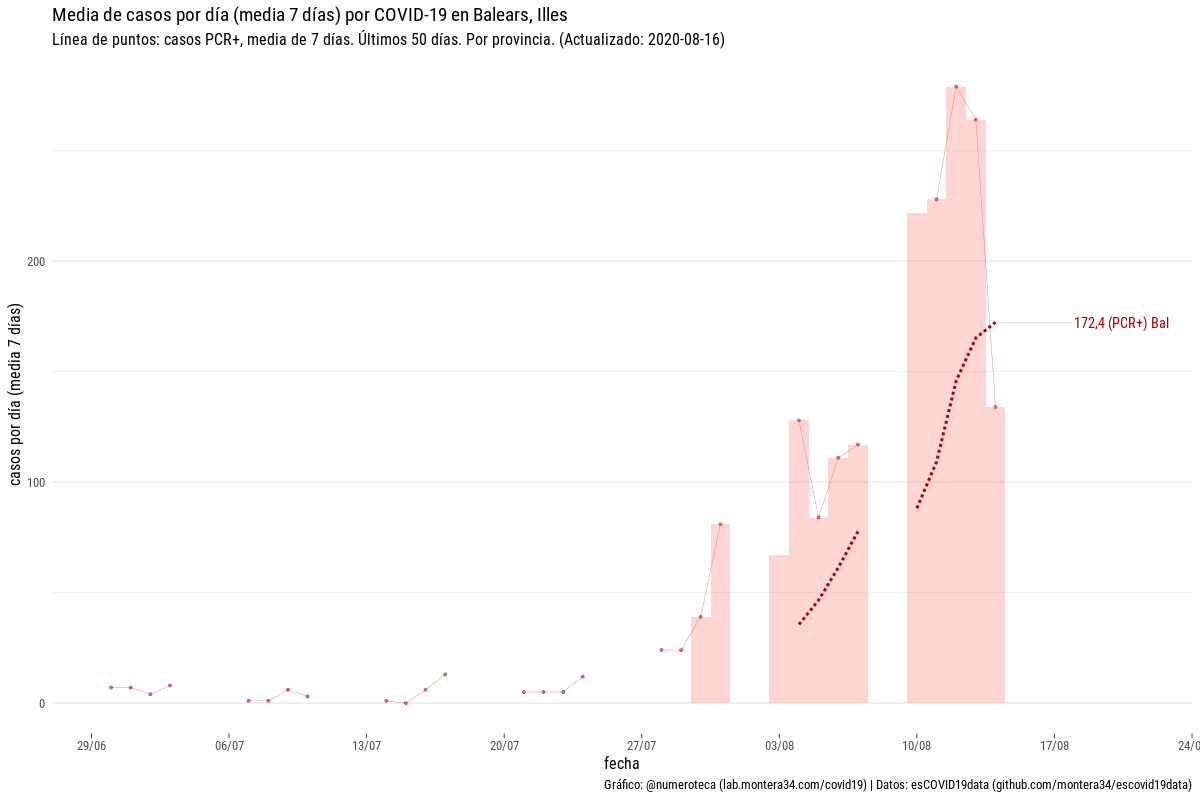 Media de casos por día (media 7 días) por COVID-19 en Balears, Illes
Línea de puntos: casos PCR+, media de 7 días. Últimos 50 días. Por provincia. (Actualizado: 2020-08-16)
casos por día (media 7 días)
200
100
0
172,4 (PCR+) Bal
29/06
06/07
13/07
20/07
27/07
03/08
10/08
17/08
24/0
fecha
Gráfico: @numeroteca (lab.montera34.com/covid19) | Datos: esCOVID19data (github.com/montera34/escovid19data)